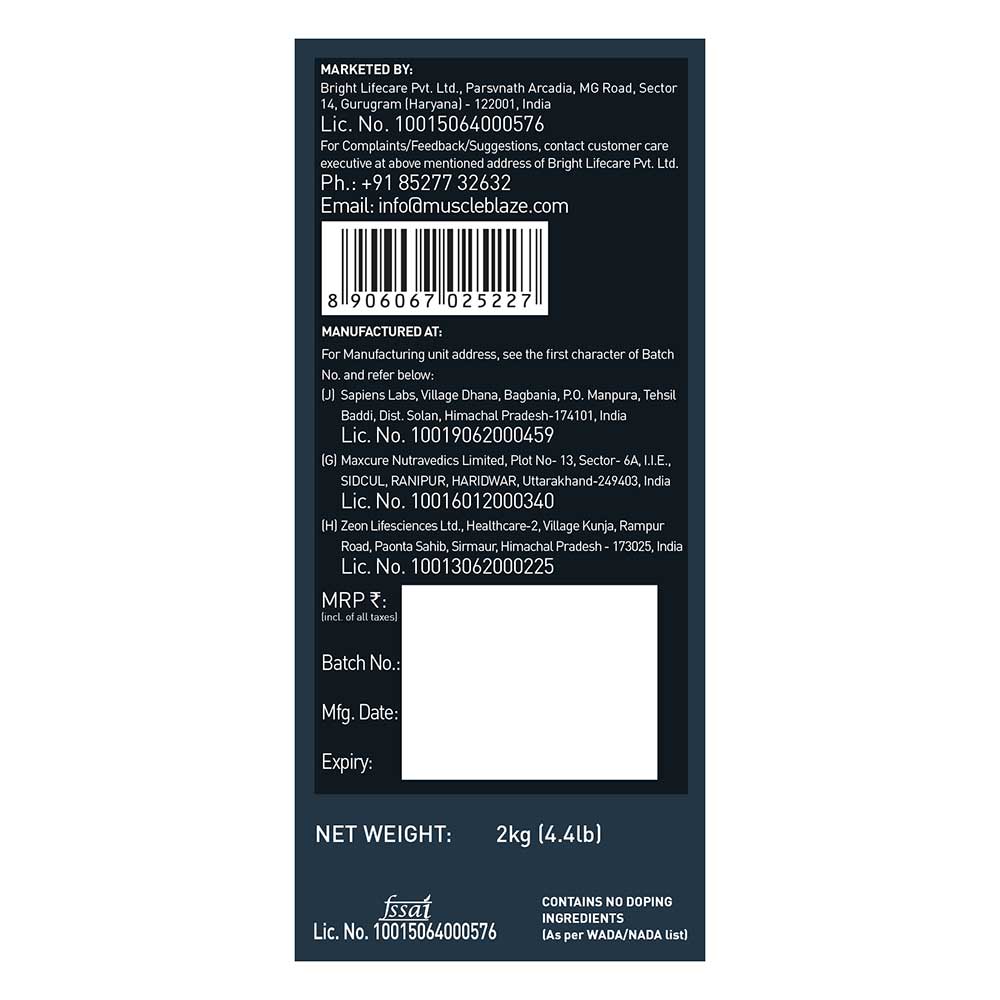 MARKETED BY:
Bright Lifecare Pvt. Ltd., Parsvnath Arcadia, MG Road, Sector
14, Gurugram (Haryana) - 122001, India
Lic. No. 10015064000576
For Complaints/Feedback/Suggestions, contact customer care
executive at above mentioned address of Bright Lifecare Pvt. Ltd.
Ph.: +91 85277 32632
Email: info@muscleblaze.com
8 906067 025227
MANUFACTURED AT:
For Manufacturing unit address, see the first character of Batch
No. and refer below:
(J) Sapiens Labs, Village Dhana, Bagbania, P.O. Manpura, Tehsil
Baddi, Dist. Solan, Himachal Pradesh-174101, India
Lic. No. 10019062000459
(G) Maxcure Nutravedics Limited, Plot No- 13, Sector- 6A, I.I.E.,
SIDCUL, RANIPUR, HARIDWAR, Uttarakhand-249403, India
Lic. No. 10016012000340
(H) Zeon Lifesciences Ltd., Healthcare-2, Village Kunja, Rampur
Road, Paonta Sahib, Sirmaur, Himachal Pradesh - 173025, India
Lic. No. 10013062000225
MRP ₹:
(incl. of all taxes)
Batch No.:
Mfg. Date:
Expiry:
NET WEIGHT: 2kg (4.4lb)
fssai
Lic. No. 10015064000576
CONTAINS NO DOPING
INGREDIENTS
(As per WADA/NADA list)